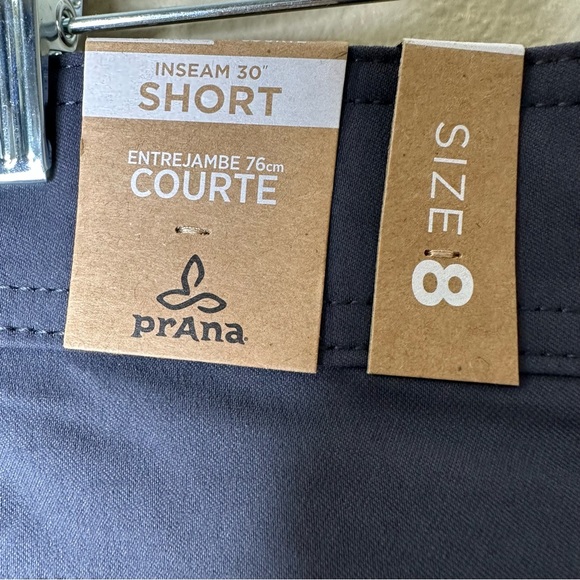 INSEAM 30"
SHORT
ENTREJAMBE 76cm
COURTE
prAna
SIZE 8